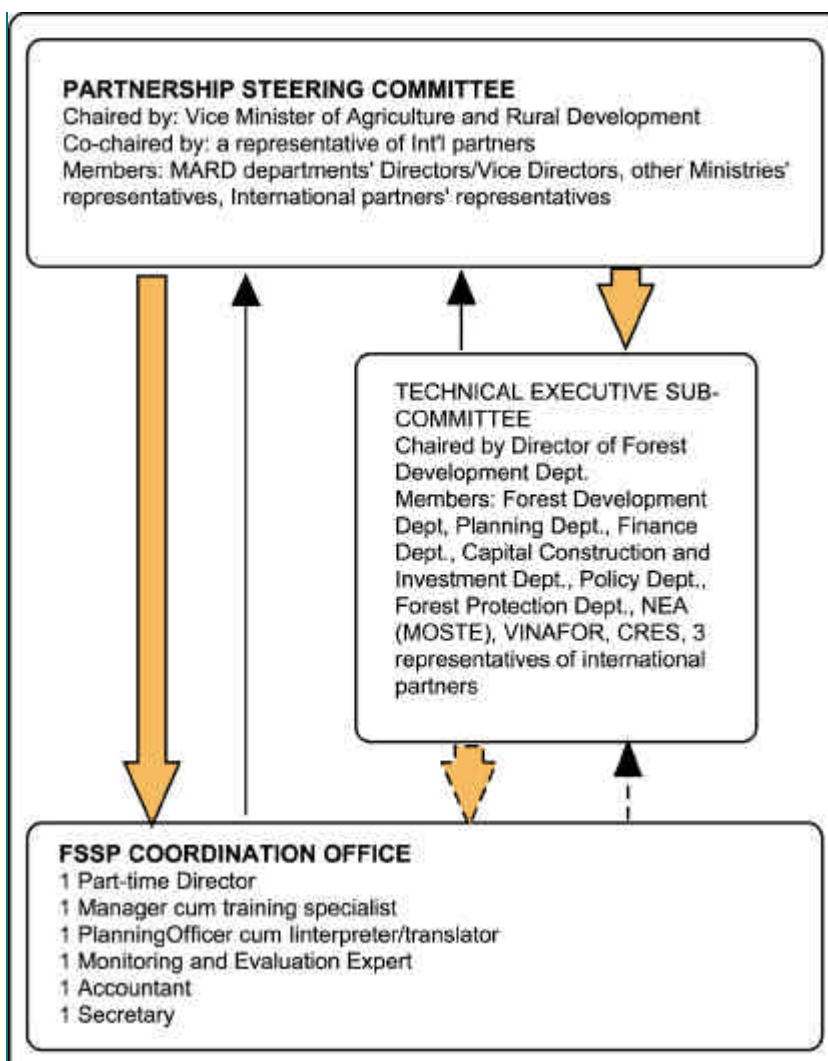 PARTNERSHIP STEERING COMMITTEE
Chaired by: Vice Minister of Agriculture and Rural Development
Co-chaired by: a representative of Int'l partners
Members: MARD departments' Directors/Vice Directors, other Ministries'
representatives, International partners' representatives
TECHNICAL EXECUTIVE SUB-
COMMITTEE
Chaired by Director of Forest
Development Dept.
Members: Forest Development
Dept, Planning Dept., Finance
Dept., Capital Construction and
Investment Dept., Policy Dept.,
Forest Protection Dept., NEA
(MOSTE), VINAFOR, CRES, 3
representatives of international
partners
FSSP COORDINATION OFFICE
1 Part-time Director
1 Manager cum training specialist
1 PlanningOfficer cum Iinterpreter/translator
1 Monitoring and Evaluation Expert
1 Accountant
1 Secretary